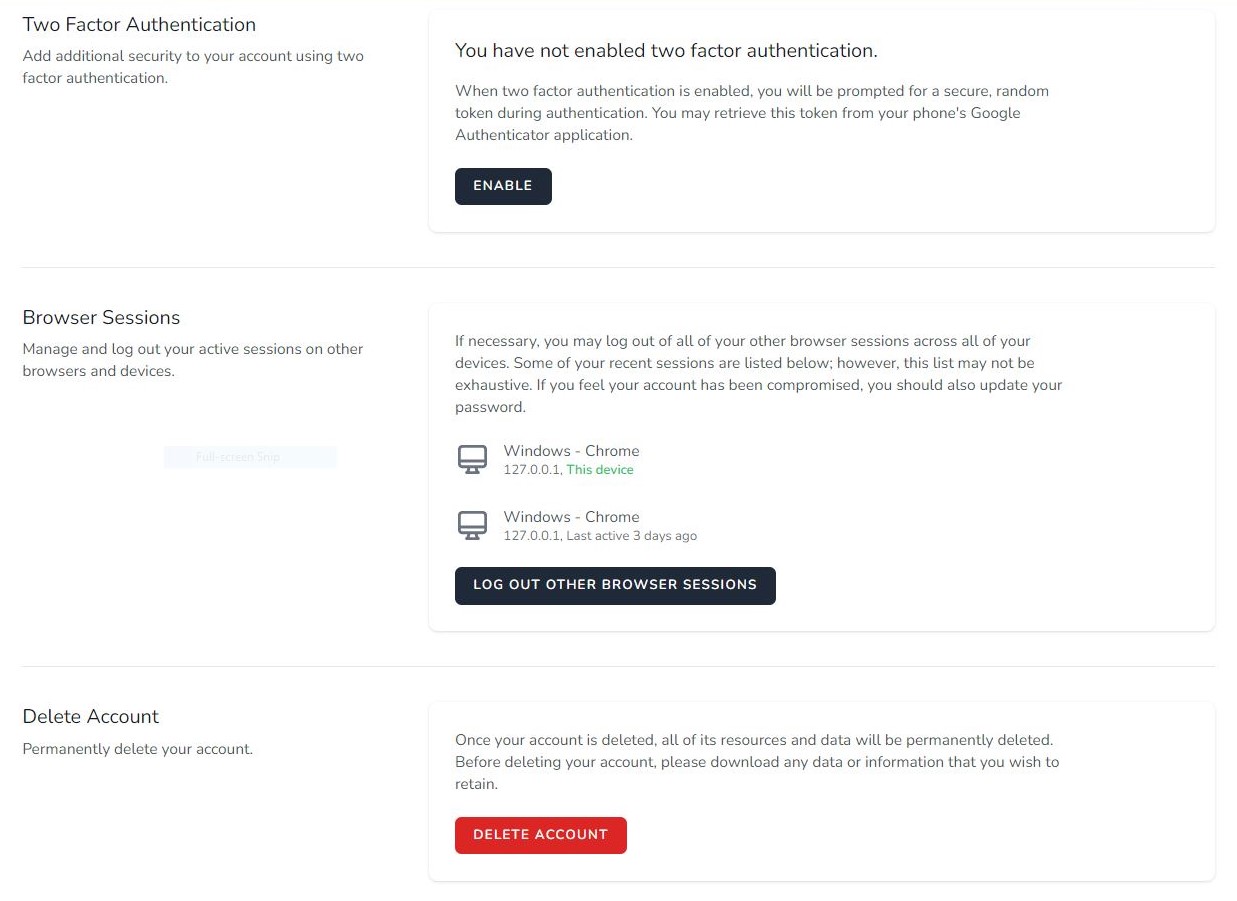 Two Factor Authentication
Add additional security to your account using two
factor authentication.
You have not enabled two factor authentication.
When two factor authentication is enabled, you will be prompted for a secure, random
token during authentication. You may retrieve this token from your phone's Google
Authenticator application.
ENABLE
Browser Sessions
Manage and log out your active sessions on other
browsers and devices.
Full-screen Snip
If necessary, you may log out of all of your other browser sessions across all of your
devices. Some of your recent sessions are listed below; however, this list may not be
exhaustive. If you feel your account has been compromised, you should also update your
password.
Windows - Chrome
127.0.0.1, This device
Windows - Chrome
127.0.0.1, Last active 3 days ago
LOG OUT OTHER BROWSER SESSIONS
Delete Account
Permanently delete your account.
Once your account is deleted, all of its resources and data will be permanently deleted.
Before deleting your account, please download any data or information that you wish to
retain.
DELETE ACCOUNT